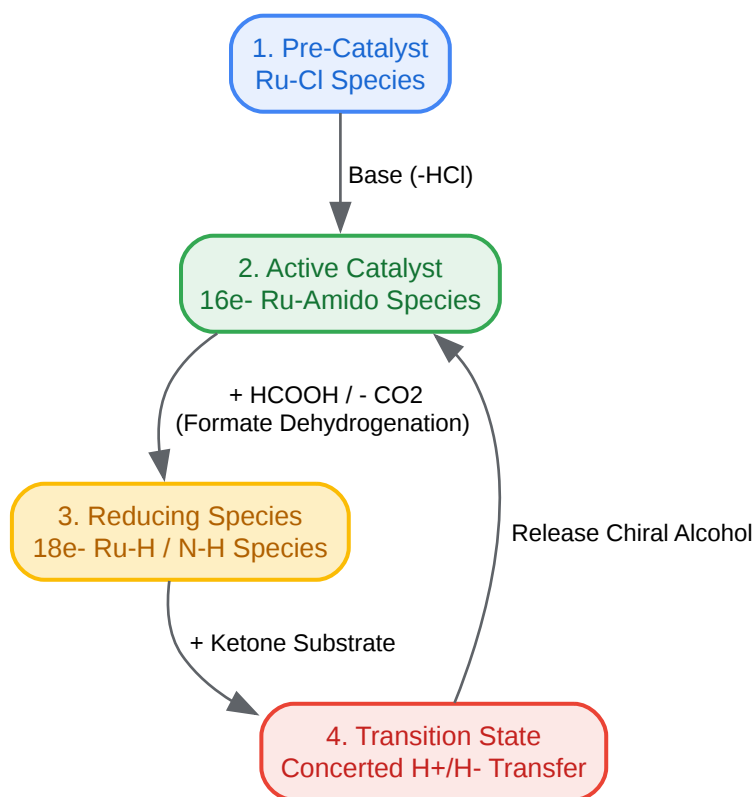 1. Pre-Catalyst
Ru-Cl Species
Base (-HCl)
2. Active Catalyst
16e- Ru-Amido Species
+ HCOOH / - CO2
(Formate Dehydrogenation)
3. Reducing Species
18e- Ru-H / N-H Species
Release Chiral Alcohol
+ Ketone Substrate
4. Transition State
Concerted H+/H- Transfer